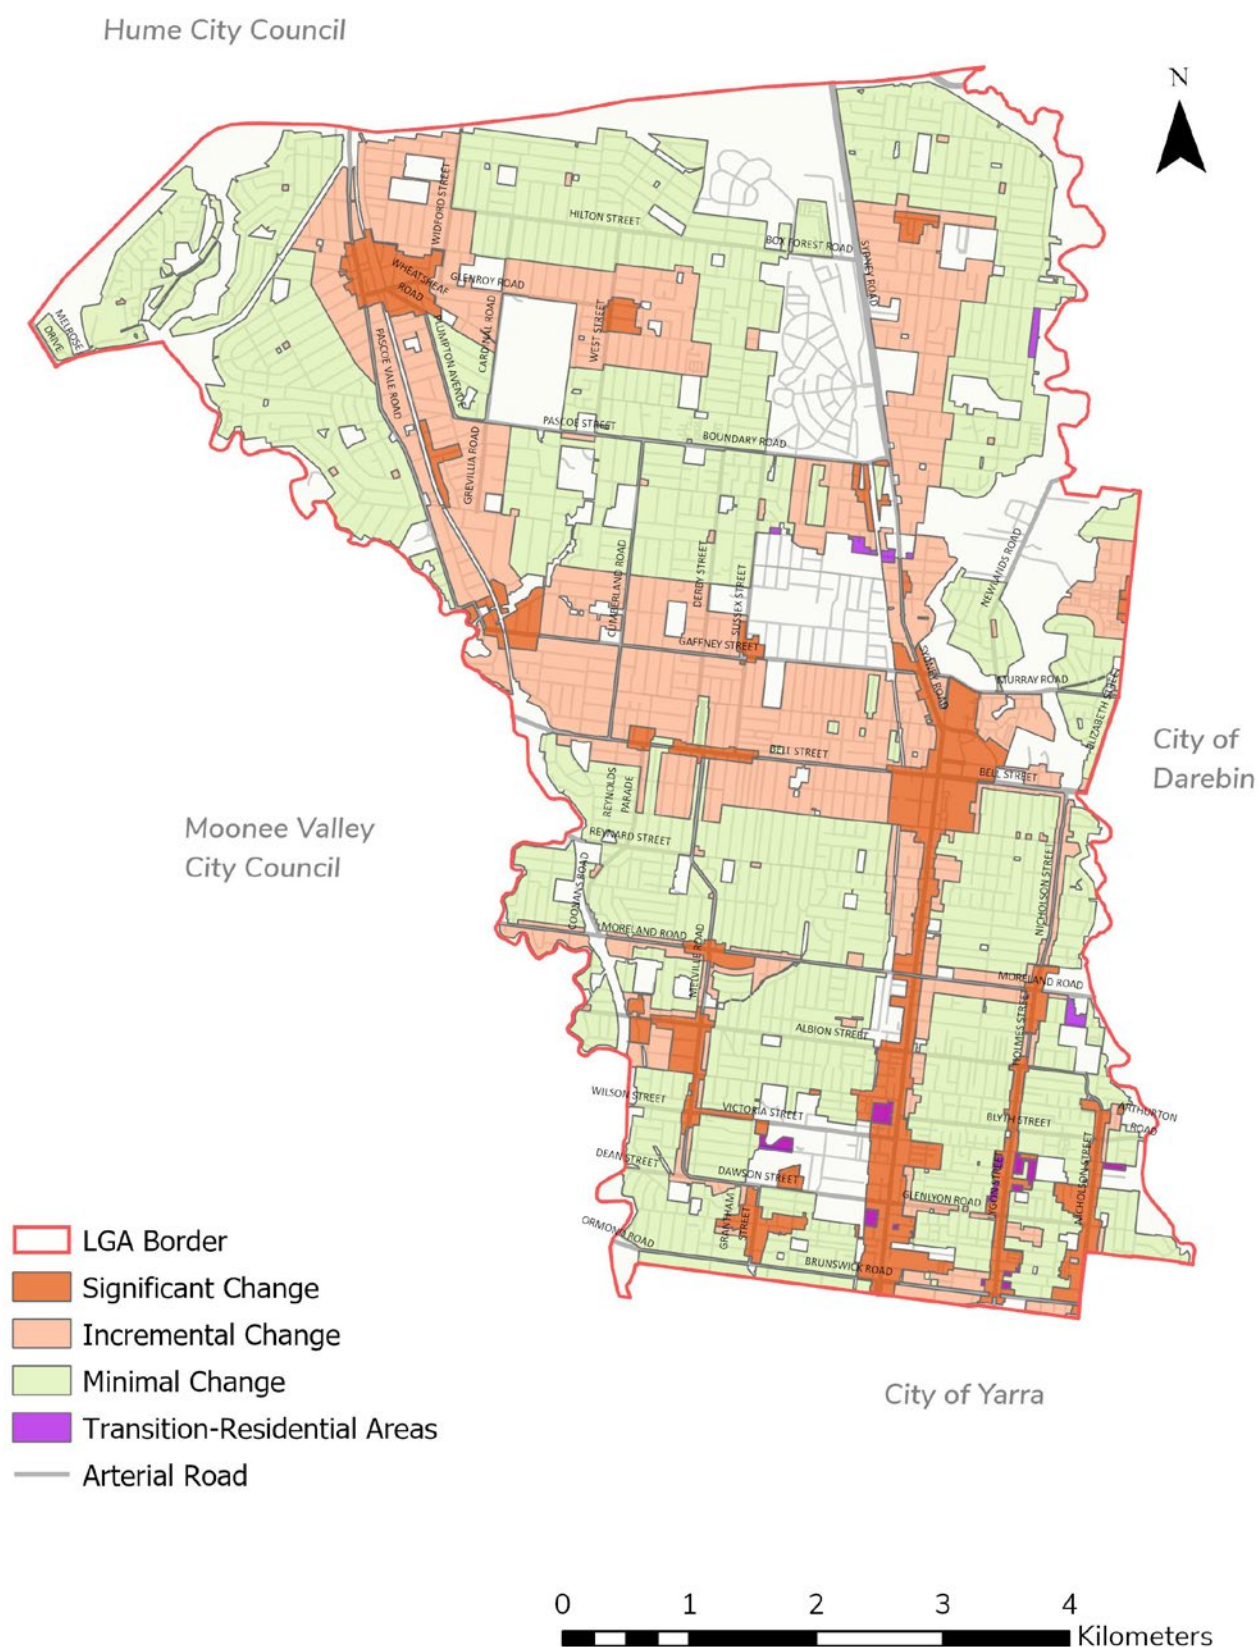 Hume City Council
N
WIDFORD STREET
HILTON STREET
BOX FOREST ROAD
SYDNEY ROAD
WHEATSHEAF
ROAD
GLENROY ROAD
MELROSE
DRIVE
WEST STREET
CARDINAL ROAD
PLUMPTON AVENUE
PASCOE VALE ROAD
PASCOE STREET
BOUNDARY ROAD
GREVILLIA ROAD
CUMBERLAND ROAD
DERBY STREET
SUSSEX STREET
NEWLANDS ROAD
GAFFNEY STREET
SYDNEY ROAD
MURRAY ROAD
ELIZABETH STREET
City of
Darebin
BELL STREET
BELL STREET
REYNOLDS
PARADE
Moonee Valley
City Council
REYNARD STREET
COONANS ROAD
NICHOLSON STREET
MORELAND ROAD
MELVILLE ROAD
MORELAND ROAD
HOLMES STREET
ALBION STREET
WILSON STREET
VICTORIA STREET
BLYTH STREET
ARTHURTON
ROAD
DEAN STREET
DAWSON STREET
LYGON STREET
NICHOLSON STREET
GLENLYON ROAD
GRANTHAM
STREET
ORMOND ROAD
BRUNSWICK ROAD
LGA Border
Significant Change
Incremental Change
Minimal Change
Transition-Residential Areas
Arterial Road
City of Yarra
0 1 2 3 4
Kilometers